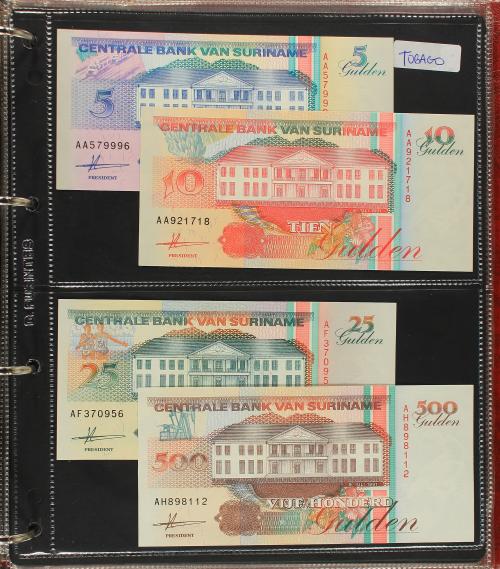 TOBAGO
CENTRALE BANK VAN SURINAME
5
Gulden
5
AA579996
PRESIDENT
CENTRALE BANK VAN SURINAME
10
Gulden
10
AA921718
AA921718
TIEN
Gulden
PRESIDENT
CENTRALE BANK VAN SURINAME
25
Gulden
25
AF370956
PRESIDENT
CENTRALE BANK VAN SURINAME
500
Gulden
500
AH898112
AH898112
VIJFHONDERD
Gulden
PRESIDENT